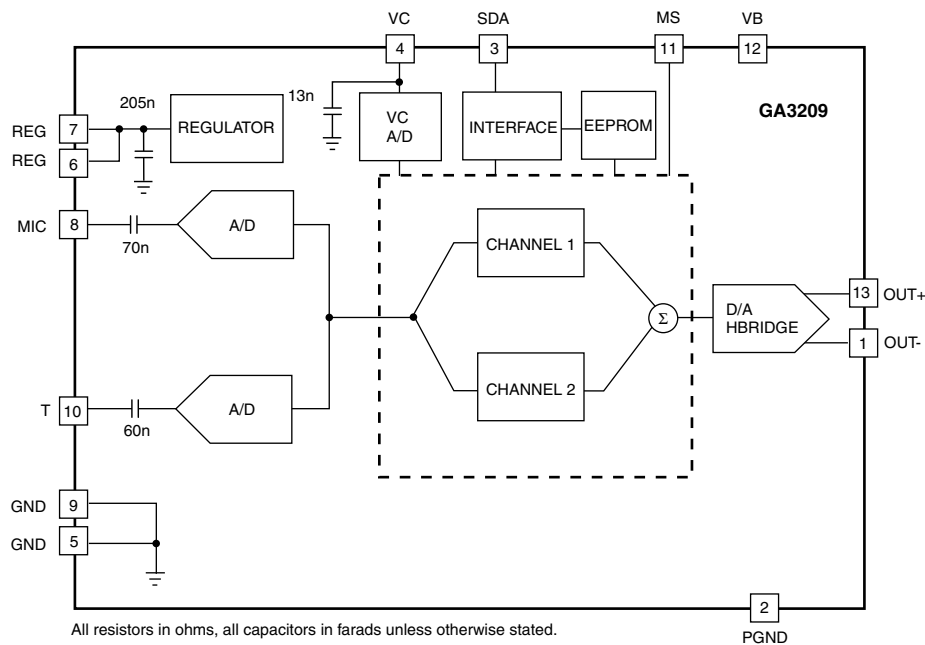 VC
SDA
MS
VB
4
3
11
12
GA3209
205n
13n
REGULATOR
VC
A/D
INTERFACE
EEPROM
REG
7
REG
6
MIC
8
70n
A/D
CHANNEL 1
Σ
D/A
HBRIDGE
13
OUT+
1
OUT-
CHANNEL 2
T
10
60n
A/D
GND
9
GND
5
2
PGND
All resistors in ohms, all capacitors in farads unless otherwise stated.